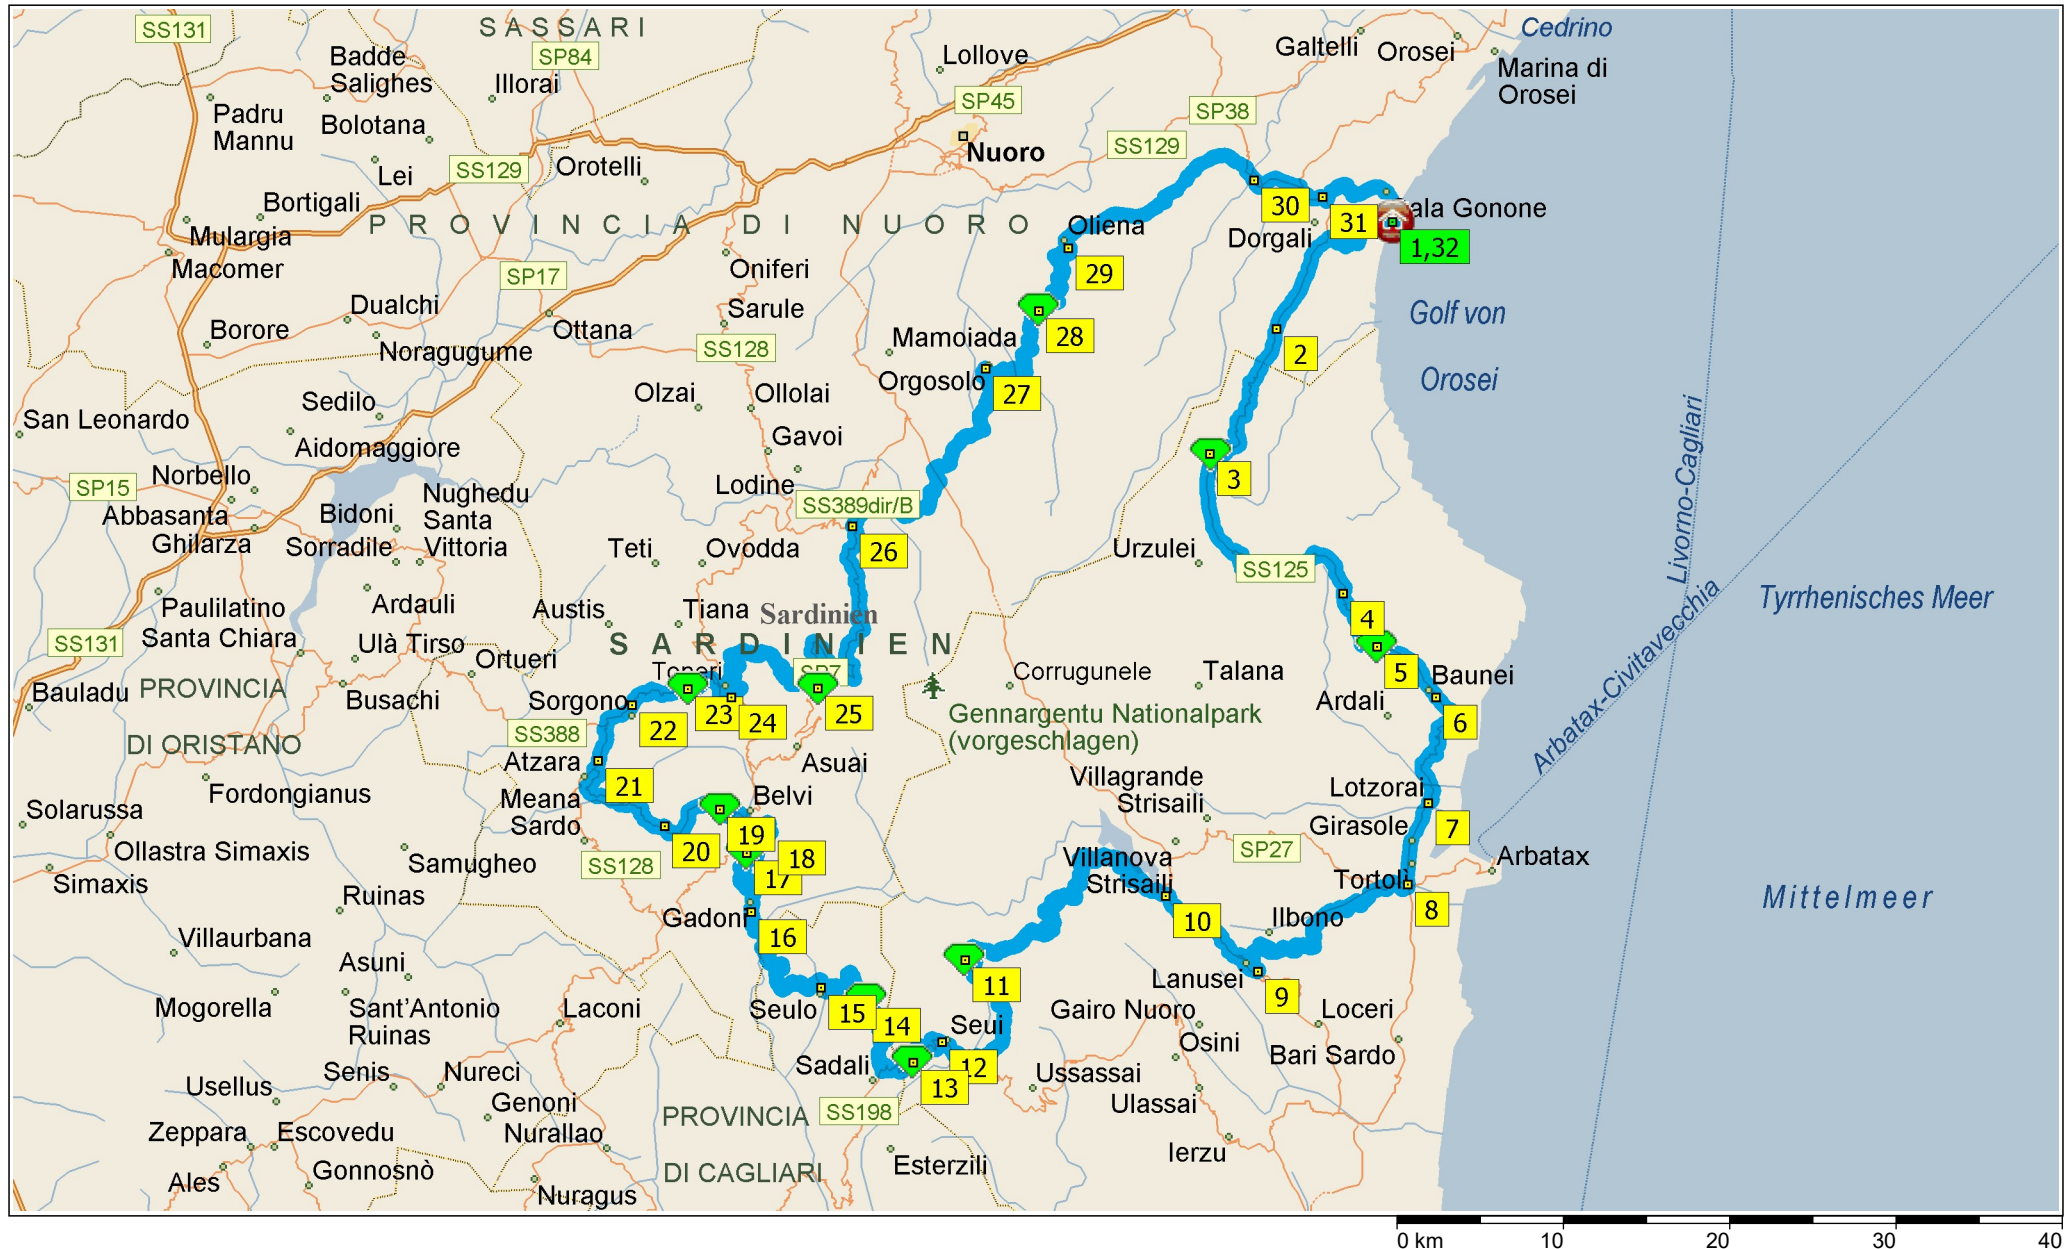 SS131
SASSARI
Cedrino
Badde
Salighes
SP84
Illorai
Lollove
Galtelli
Orosei
Marina di
Orosei
Padru
Mannu
Bolotana
SP45
SP38
Nuoro
SS129
Lei
SS129
Orotelli
Bortigali
PROVINCIA DI NUORO
Oliena
30
31
ala Gonone
Mulargia
Macomer
Dorgali
1,32
SP17
Oniferi
29
Dualchi
Sarule
Golf von
Orosei
Borore
Ottana
Noragugume
SS128
Mamoiada
28
2
Orgosolo
27
Olzai
Ollolai
Sedilo
San Leonardo
Aidomaggiore
Gavoi
Livorno-Cagliari
Norbello
SP15
Lodine
3
Nughedu
Santa
Vittoria
SS389dir/B
Abbasanta
Ghilarza
Bidoni
Sorradile
Teti
Ovodda
26
Urzulei
SS125
Paulilatino
Santa Chiara
Ardauli
Austis
Tiana
Sardinien
4
Tyrrhenisches Meer
SS131
Ulà Tirso
SARDINIEN
Arbatax-Civitavecchia
Ortueri
Toneri
SP7
Corrugunele
Talana
5
Baunei
Bauladu
PROVINCIA
DI ORISTANO
Busachi
Sorgono
22
23
24
25
Gennargentu Nationalpark
(vorgeschlagen)
Ardali
6
SS388
Atzara
Asuài
Fordongianus
21
Villagrande
Strisaili
Lotzorai
Meana
Sardo
Belvi
Solarussa
Girasole
7
19
20
18
17
SP27
Ollastra Simaxis
Samugheo
SS128
Villanova
Strisaili
Arbatax
Simaxis
Tortolì
Ruinas
Gadoni
8
Mittelmeer
10
Ilbono
Villaurbana
16
Asuni
11
Lanusei
9
Mogorella
Sant'Antonio
Ruinas
Laconi
Seulo
15
14
Seui
Gairo Nuoro
Loceri
Osini
Bari Sardo
Senis
Nureci
Sadali
12
13
Ussassai
Ulassai
Usellus
Genoni
PROVINCIA
DI CAGLIARI
SS198
Zeppara
Escovedu
Nurallao
Ierzu
Ales
Gonnosnò
Esterzili
Nuragus
0 km 10 20 30 40